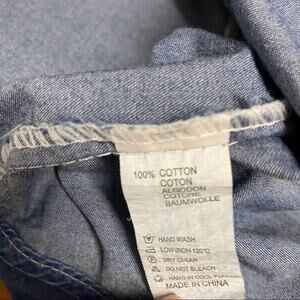 100% COTTON
COTON
ALGODON
COTONE
BAUMWOLLE
HAND WASH
LOW IRON 120°C
DRY CLEAN
DO NOT BLEACH
HANG IN COOL
MADE IN CHINA